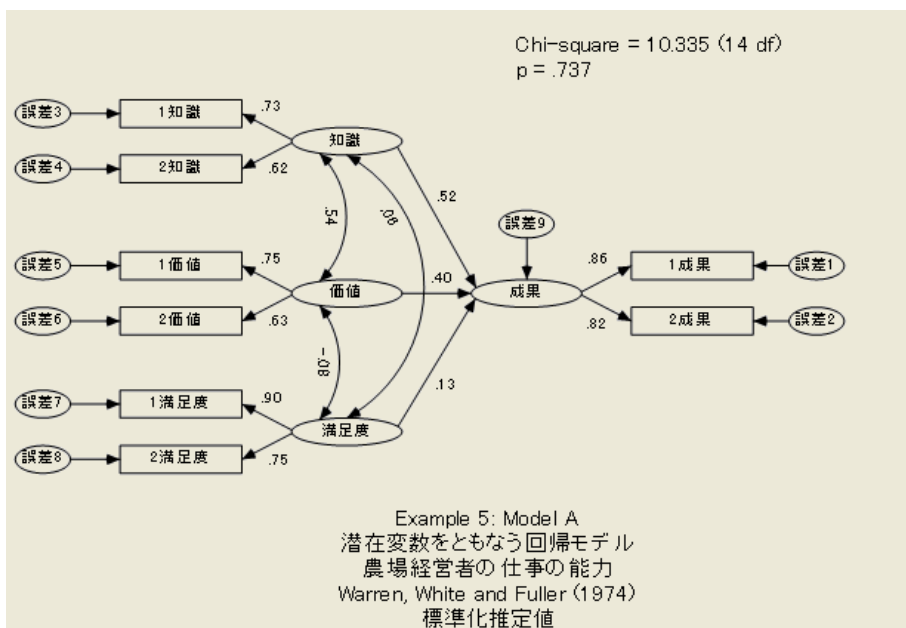 Chi-square = 10.335 (14 df)
p = .737
誤差3
1知識
.73
知識
誤差4
2知識
.62
.54
.06
.52
誤差9
誤差5
1価値
.75
価値
.40
成果
.86
1成果
誤差1
誤差6
2価値
.63
.82
2成果
誤差2
-.08
誤差7
1満足度
.90
.13
満足度
誤差8
2満足度
.75
Example 5: Model A
潜在変数をともなう回帰モデル
農場経営者の仕事の能力
Warren, White and Fuller (1974)
標準化推定値